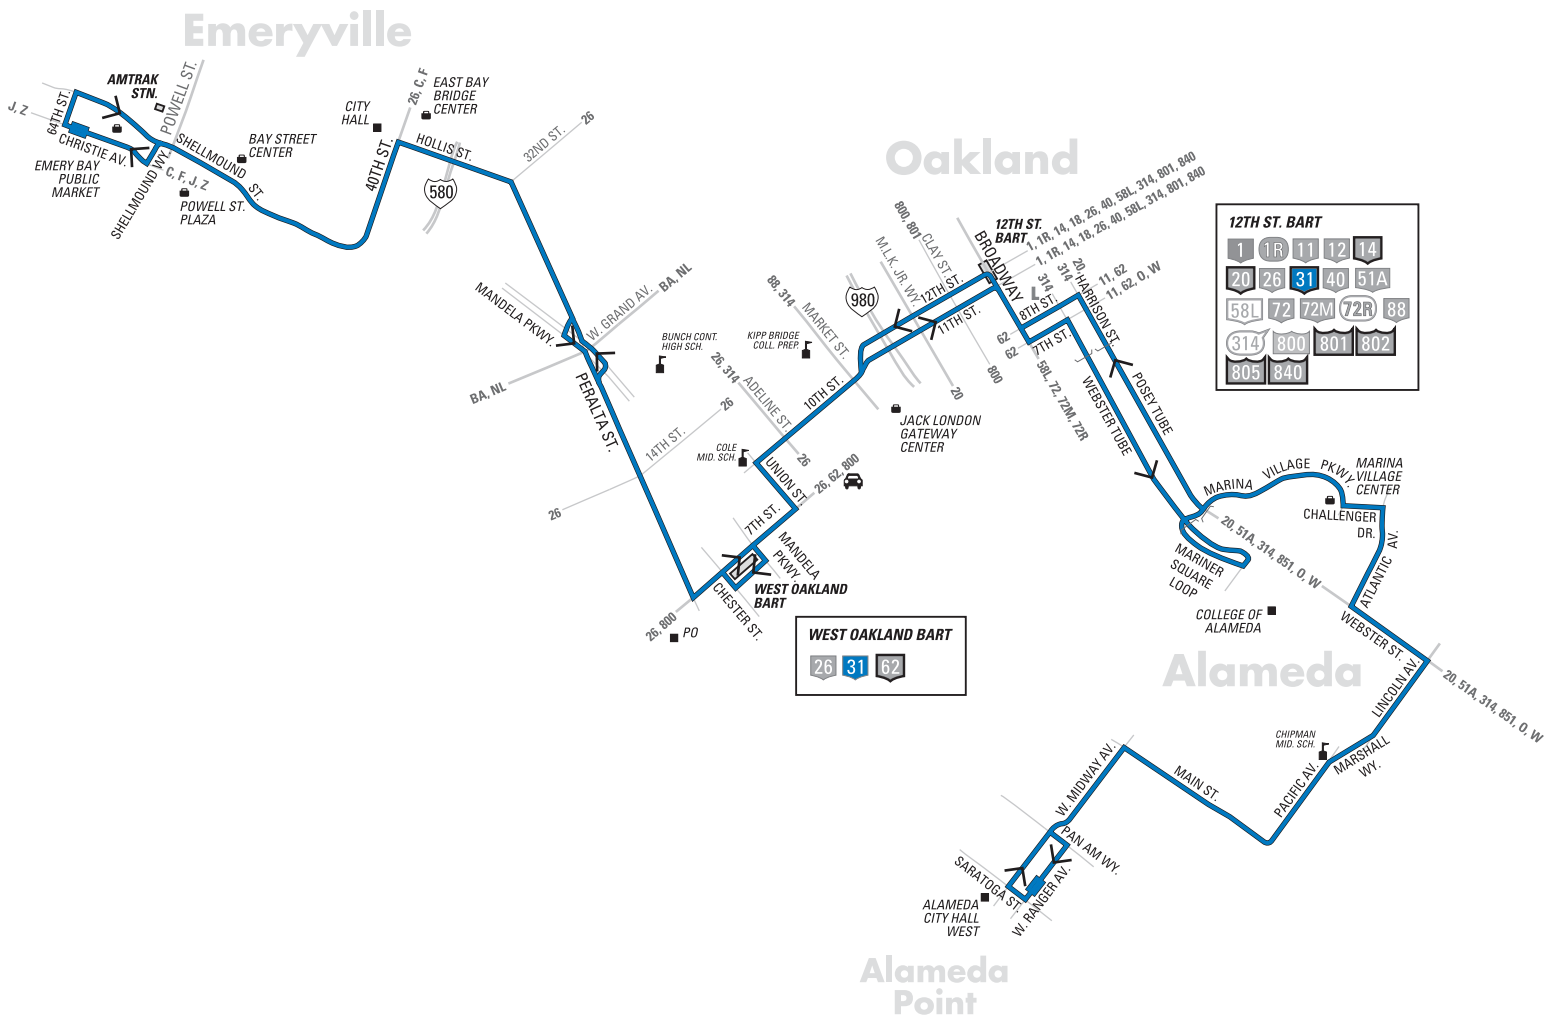 Emeryville
AMTRAK
STN.
POWELL ST.
J, Z
64TH ST.
CHRISTIE AV.
EMERY BAY
PUBLIC
MARKET
SHELLMOUND WY.
SHELLMOUND ST.
C, F, J, Z
BAY STREET
CENTER
POWELL ST.
PLAZA
CITY
HALL
26, C, F
EAST BAY
BRIDGE
CENTER
40TH ST.
HOLLIS ST.
580
32ND ST.
26
Oakland
MANDELA PKWY.
W. GRAND AV.
BA, NL
BA, NL
BUNCH CONT.
HIGH SCH.
PERALTA ST.
26, 314
ADELINE ST.
26
14TH ST.
26
26
COLE
MID. SCH.
KIPP BRIDGE
COLL. PREP.
88, 314
MARKET ST.
10TH ST.
980
M.L.K. JR. WY.
20
800, 801
CLAY ST.
800
12TH ST.
11TH ST.
BROADWAY
12TH ST.
BART
1, 1R, 14, 18, 26, 40, 58L, 314, 801, 840
1, 1R, 14, 18, 26, 40, 58L, 314, 801, 840
L
314
314
20,
HARRISON ST.
11, 62
11, 62, O, W
8TH ST.
7TH ST.
62
62
58L, 72, 72M, 72R
WEBSTER TUBE
POSEY TUBE
JACK LONDON
GATEWAY
CENTER
UNION ST.
26, 62, 800
7TH ST.
MANDELA
PKWY.
WEST OAKLAND
BART
CHESTER ST.
26, 800
PO
WEST OAKLAND BART
26 31 62
12TH ST. BART
1 1R 11 12 14
20 26 31 40 51A
58L 72 72M 72R 88
314 800 801 802
805 840
MARINA VILLAGE PKWY.
MARINA
VILLAGE
CENTER
CHALLENGER
DR.
ATLANTIC AV.
MARINER
SQUARE
LOOP
20, 51A, 314, 851, O, W
COLLEGE OF
ALAMEDA
WEBSTER ST.
Alameda
20, 51A, 314, 851, O, W
LINCOLN AV.
CHIPMAN
MID. SCH.
MARSHALL
WY.
PACIFIC AV.
MAIN ST.
W. MIDWAY AV.
PAN AM WY.
SARATOGA ST.
W. RANGER AV.
ALAMEDA
CITY HALL
WEST
Alameda
Point